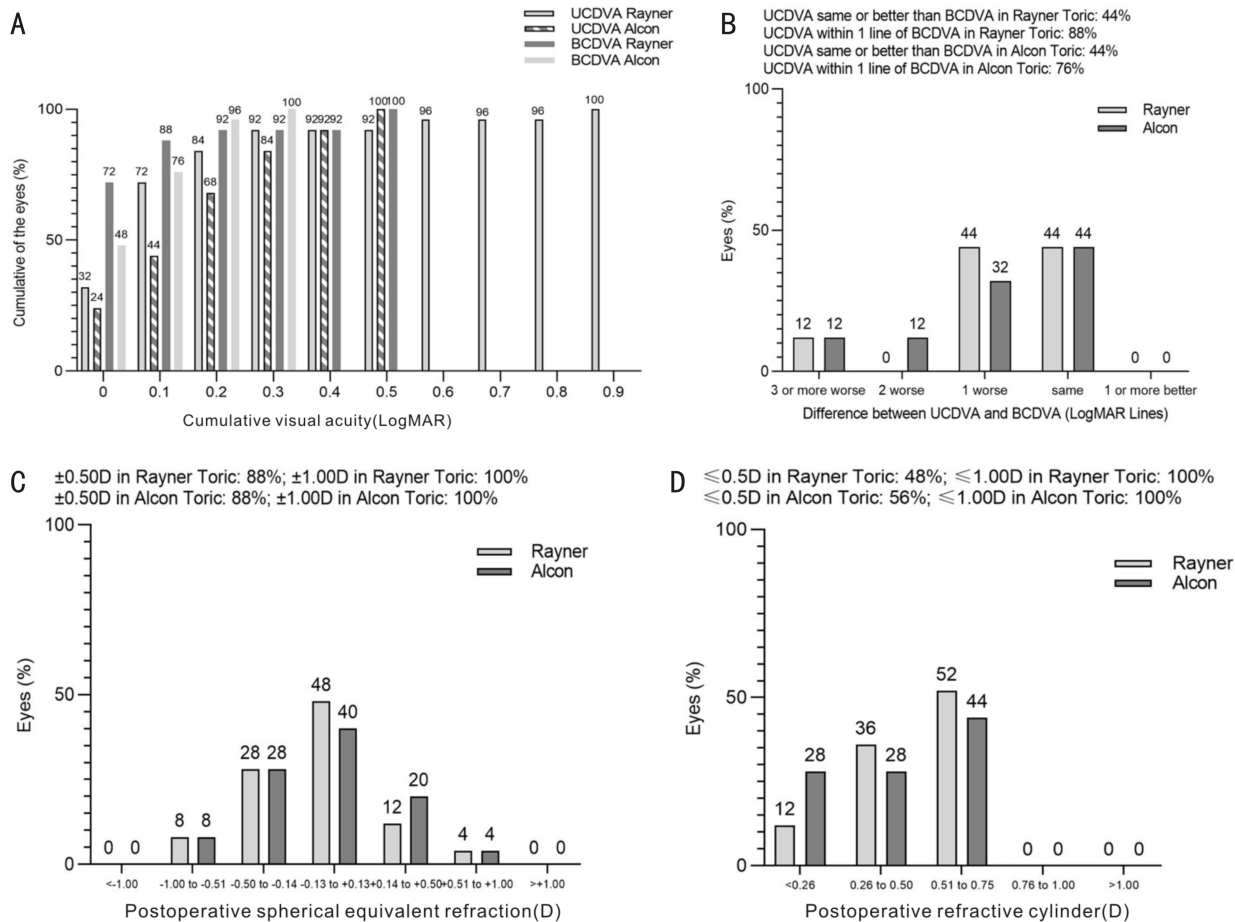 A
UCDVA Rayner
UCDVA Alcon
BCDVA Rayner
BCDVA Alcon
Cumulative of the eyes (%)
100
50
0
32
24
72
48
72
44
88
76
84
68
92
96
92
84
92
100
92
92
92
92
100
100
96
96
96
100
0 0.1 0.2 0.3 0.4 0.5 0.6 0.7 0.8 0.9
Cumulative visual acuity(LogMAR)
B
UCDVA same or better than BCDVA in Rayner Toric: 44%
UCDVA within 1 line of BCDVA in Rayner Toric: 88%
UCDVA same or better than BCDVA in Alcon Toric: 44%
UCDVA within 1 line of BCDVA in Alcon Toric: 76%
Rayner
Alcon
Eyes (%)
100
50
0
12 12 0 12 44 32 44 44 0 0
3 or more worse 2 worse 1 worse same 1 or more better
Difference between UCDVA and BCDVA (LogMAR Lines)
C
±0.50D in Rayner Toric: 88%; ±1.00D in Rayner Toric: 100%
±0.50D in Alcon Toric: 88%; ±1.00D in Alcon Toric: 100%
Rayner
Alcon
Eyes (%)
100
50
0
0 0 8 8 28 28 48 40 12 20 4 4 0 0
<-1.00 -1.00 to -0.51 -0.50 to -0.14 -0.13 to +0.13 +0.14 to +0.50 +0.51 to +1.00 >+1.00
Postoperative spherical equivalent refraction(D)
D
≤0.5D in Rayner Toric: 48%; ≤1.00D in Rayner Toric: 100%
≤0.5D in Alcon Toric: 56%; ≤1.00D in Alcon Toric: 100%
Rayner
Alcon
Eyes (%)
100
50
0
12 28 36 28 52 44 0 0 0 0
<0.26 0.26 to 0.50 0.51 to 0.75 0.76 to 1.00 >1.00
Postoperative refractive cylinder(D)